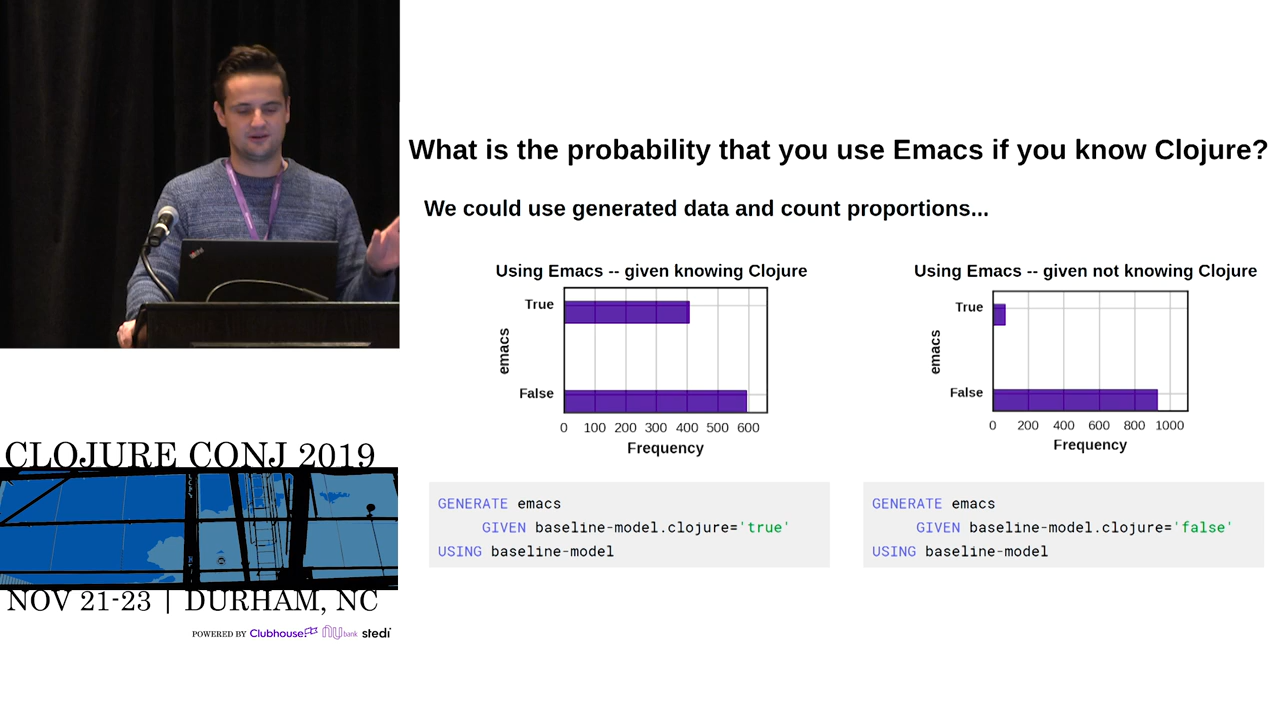 What is the probability that you use Emacs if you know Clojure?
We could use generated data and count proportions...
Using Emacs -- given knowing Clojure
True
emacs
False
0 100 200 300 400 500 600
Frequency
GENERATE emacs
GIVEN baseline-model.clojure='true'
USING baseline-model
Using Emacs -- given not knowing Clojure
True
emacs
False
0 200 400 600 800 1000
Frequency
GENERATE emacs
GIVEN baseline-model.clojure='false'
USING baseline-model
CLOJURE CONJ 2019
NOV 21-23 | DURHAM, NC
POWERED BY Clubhouse nu bank stedi